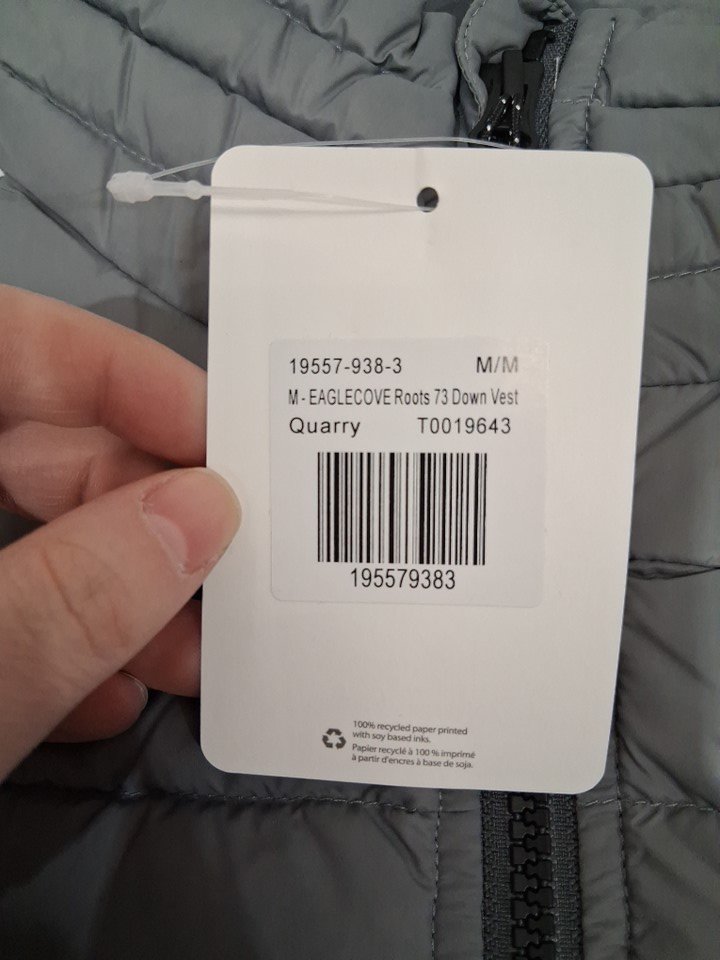 19557-938-3 M/M
M - EAGLECOVE Roots 73 Down Vest
Quarry T0019643
195579383
100% recycled paper printed
with soy based inks.
Papier recyclé à 100 % imprimé
à partir d'encres à base de soja.